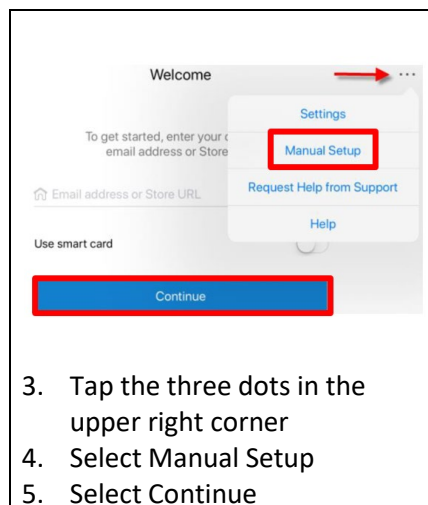 Welcome
...
Settings
To get started, enter your
email address or Store
Manual Setup
Email address or Store URL
Request Help from Support
Help
Use smart card
Continue
3. Tap the three dots in the
upper right corner
4. Select Manual Setup
5. Select Continue